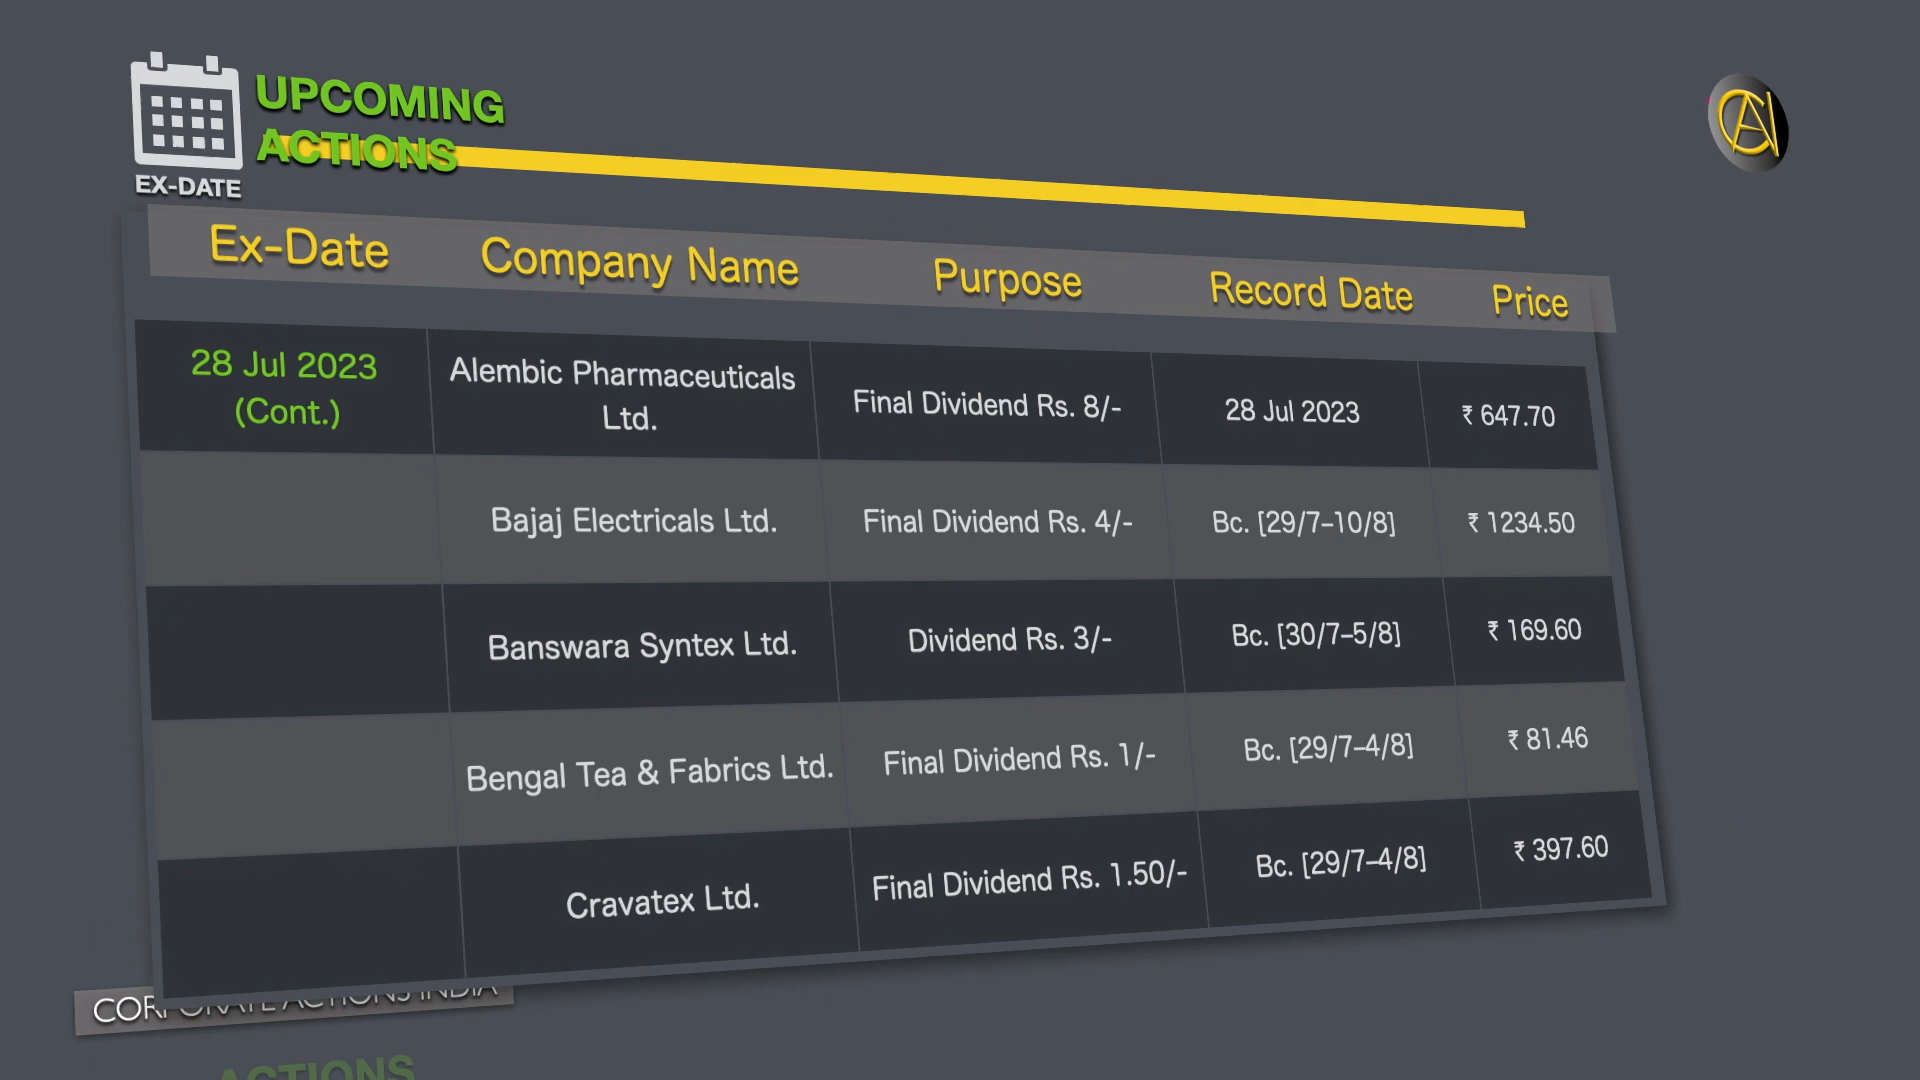 UPCOMING
ACTIONS
EX-DATE
Ex-Date Company Name Purpose Record Date Price
28 Jul 2023
(Cont.)
Alembic Pharmaceuticals
Ltd.
Final Dividend Rs. 8/-
28 Jul 2023
₹ 647.70
Bajaj Electricals Ltd. Final Dividend Rs. 4/- Bc. [29/7-10/8] ₹ 1234.50
Banswara Syntex Ltd. Dividend Rs. 3/- Bc. [30/7-5/8] ₹ 169.60
Bengal Tea & Fabrics Ltd. Final Dividend Rs. 1/- Bc. [29/7-4/8] ₹ 81.46
Cravatex Ltd. Final Dividend Rs. 1.50/- Bc. [29/7-4/8] ₹ 397.60
CORPORATE ACTIONS INDIA
ACTIONS